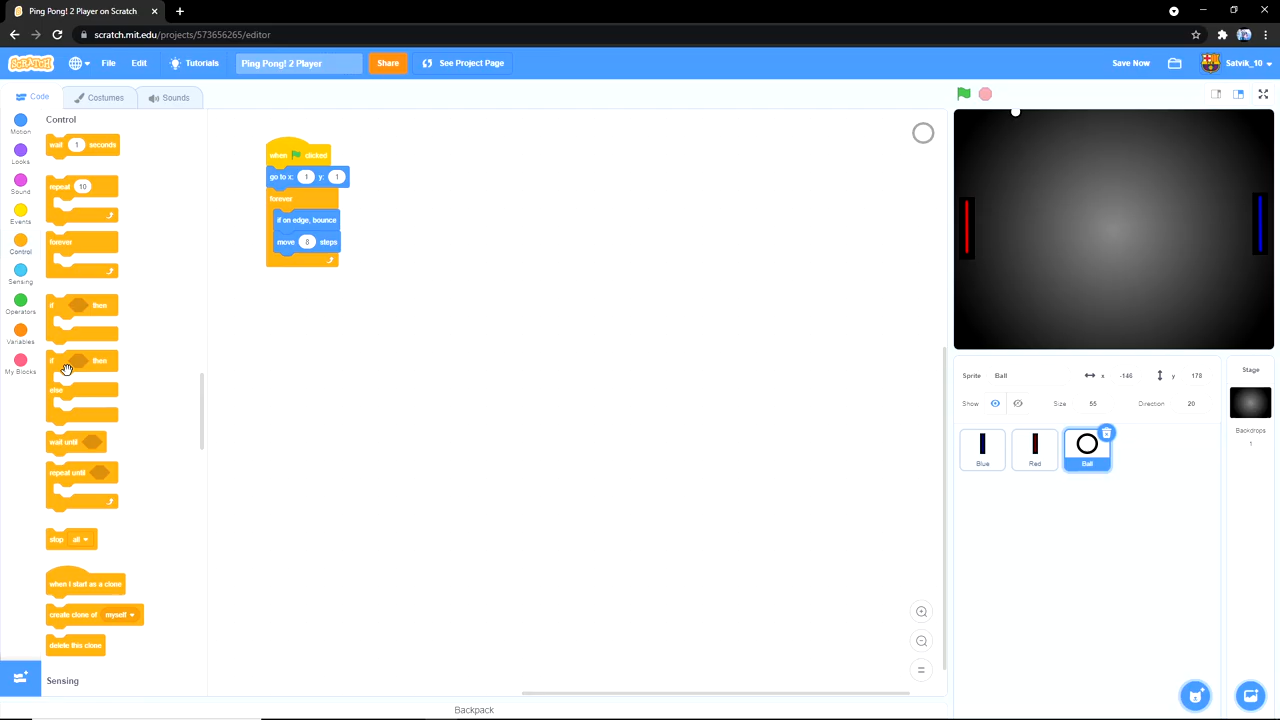 Ping Pong! 2 Player on Scratch
scratch.mit.edu/projects/573656265/editor
SCRATCH File Edit Tutorials Ping Pong! 2 Player Share See Project Page Save Now Satvik_10
Code Costumes Sounds
Motion
Looks
Sound
Events
Control
Sensing
Operators
Variables
My Blocks
Control
wait 1 seconds
repeat 10
forever
if then
if then
else
wait until
repeat until
stop all
when I start as a clone
create clone of myself
delete this clone
Sensing
when clicked
go to x: 1 y: 1
forever
if on edge, bounce
move 8 steps
Sprite Ball x -146 y 178
Show Size 55 Direction 20
Blue Red Ball
Stage
Backdrops
1
Backpack